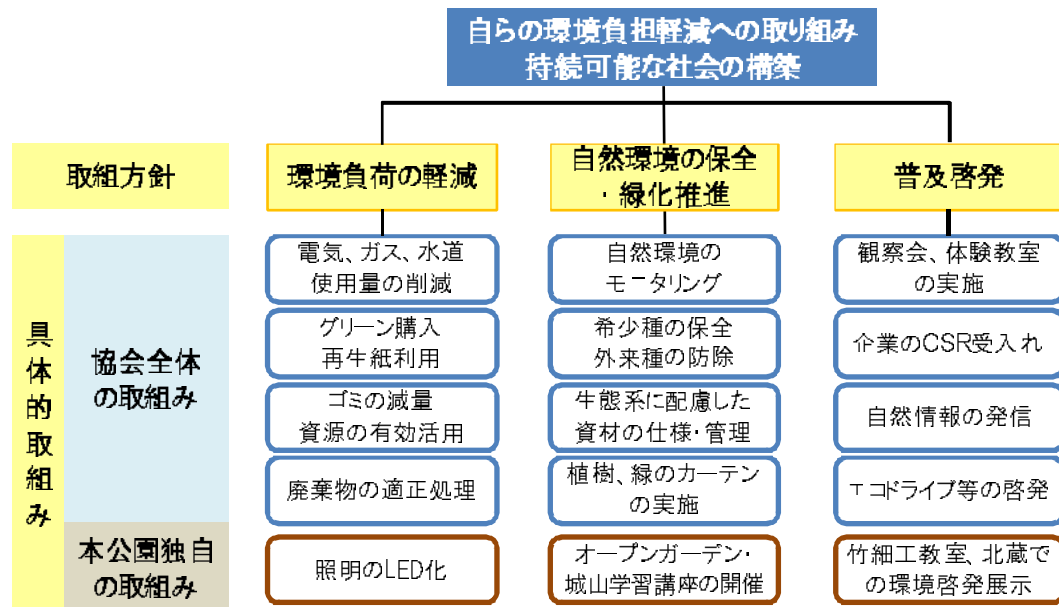 自らの環境負担軽減への取り組み
持続可能な社会の構築
取組方針
環境負荷の軽減
自然環境の保全
・緑化推進
普及啓発
具体的取組み
協会全体
の取組み
電気、ガス、水道
使用量の削減
自然環境の
モニタリング
観察会、体験教室
の実施
グリーン購入
再生紙利用
希少種の保全
外来種の防除
企業のCSR受入れ
ゴミの減量
資源の有効活用
生態系に配慮した
資材の仕様・管理
自然情報の発信
廃棄物の適正処理
植樹、緑のカーテン
の実施
エコドライブ等の啓発
本公園独自
の取組み
照明のLED化
オープンガーデン・
城山学習講座の開催
竹細工教室、北蔵で
の環境啓発展示